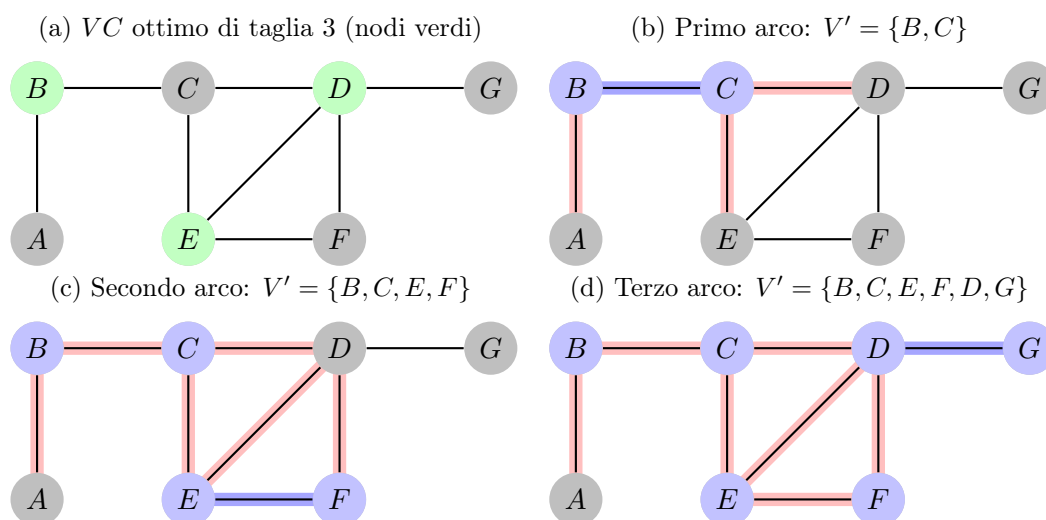 (a) VC ottimo di taglia 3 (nodi verdi)
B C D G
A E F
(b) Primo arco: V′ = {B, C}
B C D G
A E F
(c) Secondo arco: V′ = {B, C, E, F}
B C D G
A E F
(d) Terzo arco: V′ = {B, C, E, F, D, G}
B C D G
A E F